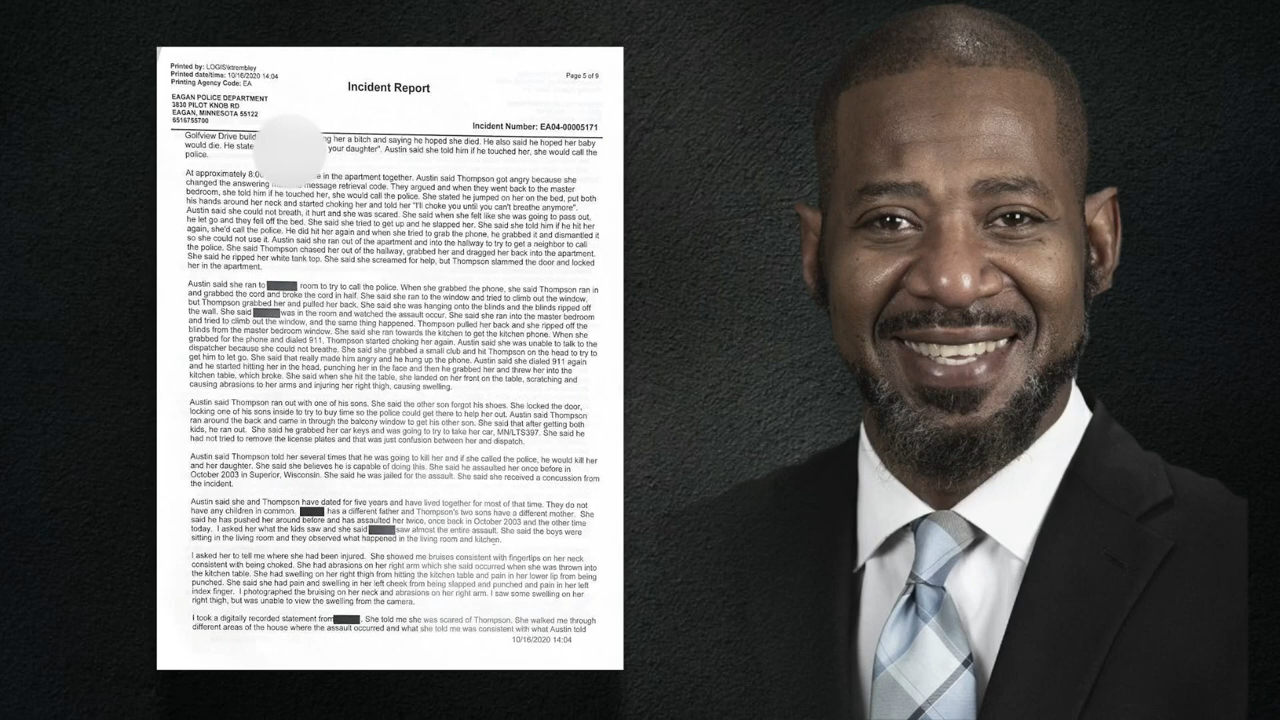 Printed by: LOGIS\ktrembley
Printed date/time: 10/16/2020 14:04
Printing Agency Code: EA
Page 5 of 9
Incident Report
EAGAN POLICE DEPARTMENT
3830 PILOT KNOB RD
EAGAN, MINNESOTA 55122
6516755700
Incident Number: EA04-00005171
Golfview Drive build ng her a bitch and saying he hoped she died. He also said he hoped her baby
would die. He state your daughter". Austin said she told him if he touched her, she would call the
police.
At approximately 8:0 e in the apartment together. Austin said Thompson got angry because she
changed the answering message retrieval code. They argued and when they went back to the master
bedroom, she told him if he touched her, she would call the police. She stated he jumped on her on the bed, put both
his hands around her neck and started choking her and told her "I'll choke you until you can't breathe anymore".
Austin said she could not breathe, it hurt and she was scared. She said when she felt like she was going to pass out,
he let go and they fell off the bed. She said she tried to get up and he slapped her. She said she told him if he hit her
again, she'd call the police. He did hit her again and when she tried to grab the phone, he grabbed it and dismantled it
so she could not use it. Austin said she ran out of the apartment and into the hallway to try to get a neighbor to call
the police. She said Thompson chased her out of the hallway, grabbed her and dragged her back into the apartment.
She said he ripped her white tank top. She said she screamed for help, but Thompson slammed the door and locked
her in the apartment.
Austin said she ran to room to try to call the police. When she grabbed the phone, she said Thompson ran in
and grabbed the cord and broke the cord in half. She said she ran to the window and tried to climb out the window,
but Thompson grabbed her and pulled her back. She said she was hanging onto the blinds and the blinds ripped off
the wall. She said was in the room and watched the assault occur. She said she ran into the master bedroom
and tried to climb out the window, and the same thing happened. Thompson pulled her back and she ripped off the
blinds from the master bedroom window. She said she ran towards the kitchen to get the kitchen phone. When she
grabbed for the phone and dialed 911, Thompson started choking her again. Austin said she was unable to talk to the
dispatcher because she could not breathe. She said she grabbed a small club and hit Thompson on the head to try to
get him to let go. She said that really made him angry and he hung up the phone. Austin said she dialed 911 again
and he started hitting her in the head, punching her in the face and then he grabbed her and threw her into the
kitchen table, which broke. She said when she hit the table, she landed on her front on the table, scratching and
causing abrasions to her arms and injuring her right thigh, causing swelling.
Austin said Thompson ran out with one of his sons. She said the other son forgot his shoes. She locked the door,
locking one of his sons inside to try to buy time so the police could get there to help her out. Austin said Thompson
ran around the back and came in through the balcony window to get his other son. She said that after getting both
kids, he ran out. She said he grabbed her car keys and was going to try to take her car, MN/LTS397. She said he
had not tried to remove the license plates and that was just confusion between her and dispatch.
Austin said Thompson told her several times that he was going to kill her and if she called the police, he would kill her
and her daughter. She said she believes he is capable of doing this. She said he assaulted her once before in
October 2003 in Superior, Wisconsin. She said he was jailed for the assault. She said she received a concussion from
the incident.
Austin said she and Thompson have dated for five years and have lived together for most of that time. They do not
have any children in common. has a different father and Thompson's two sons have a different mother. She
said he has pushed her around before and has assaulted her twice, once back in October 2003 and the other time
today. I asked her what the kids saw and she said saw almost the entire assault. She said the boys were
sitting in the living room and they observed what happened in the living room and kitchen.
I asked her to tell me where she had been injured. She showed me bruises consistent with fingertips on her neck
consistent with being choked. She had abrasions on her right arm which she said occurred when she was thrown into
the kitchen table. She had swelling on her right thigh from hitting the kitchen table and pain in her lower lip from being
punched. She said she had pain and swelling in her left cheek from being slapped and punched and pain in her left
index finger. I photographed the bruising on her neck and abrasions on her right arm. I saw some swelling on her
right thigh, but was unable to view the swelling from the camera.
I took a digitally recorded statement from . She told me she was scared of Thompson. She walked me through
different areas of the house where the assault occurred and what she told me was consistent with what Austin told
10/16/2020 14:04